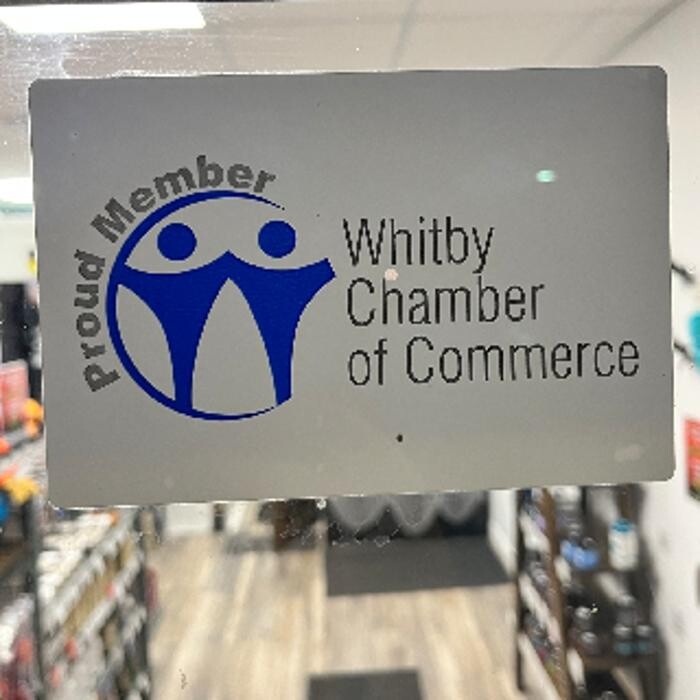 Proud Member
Whitby
Chamber
of Commerce